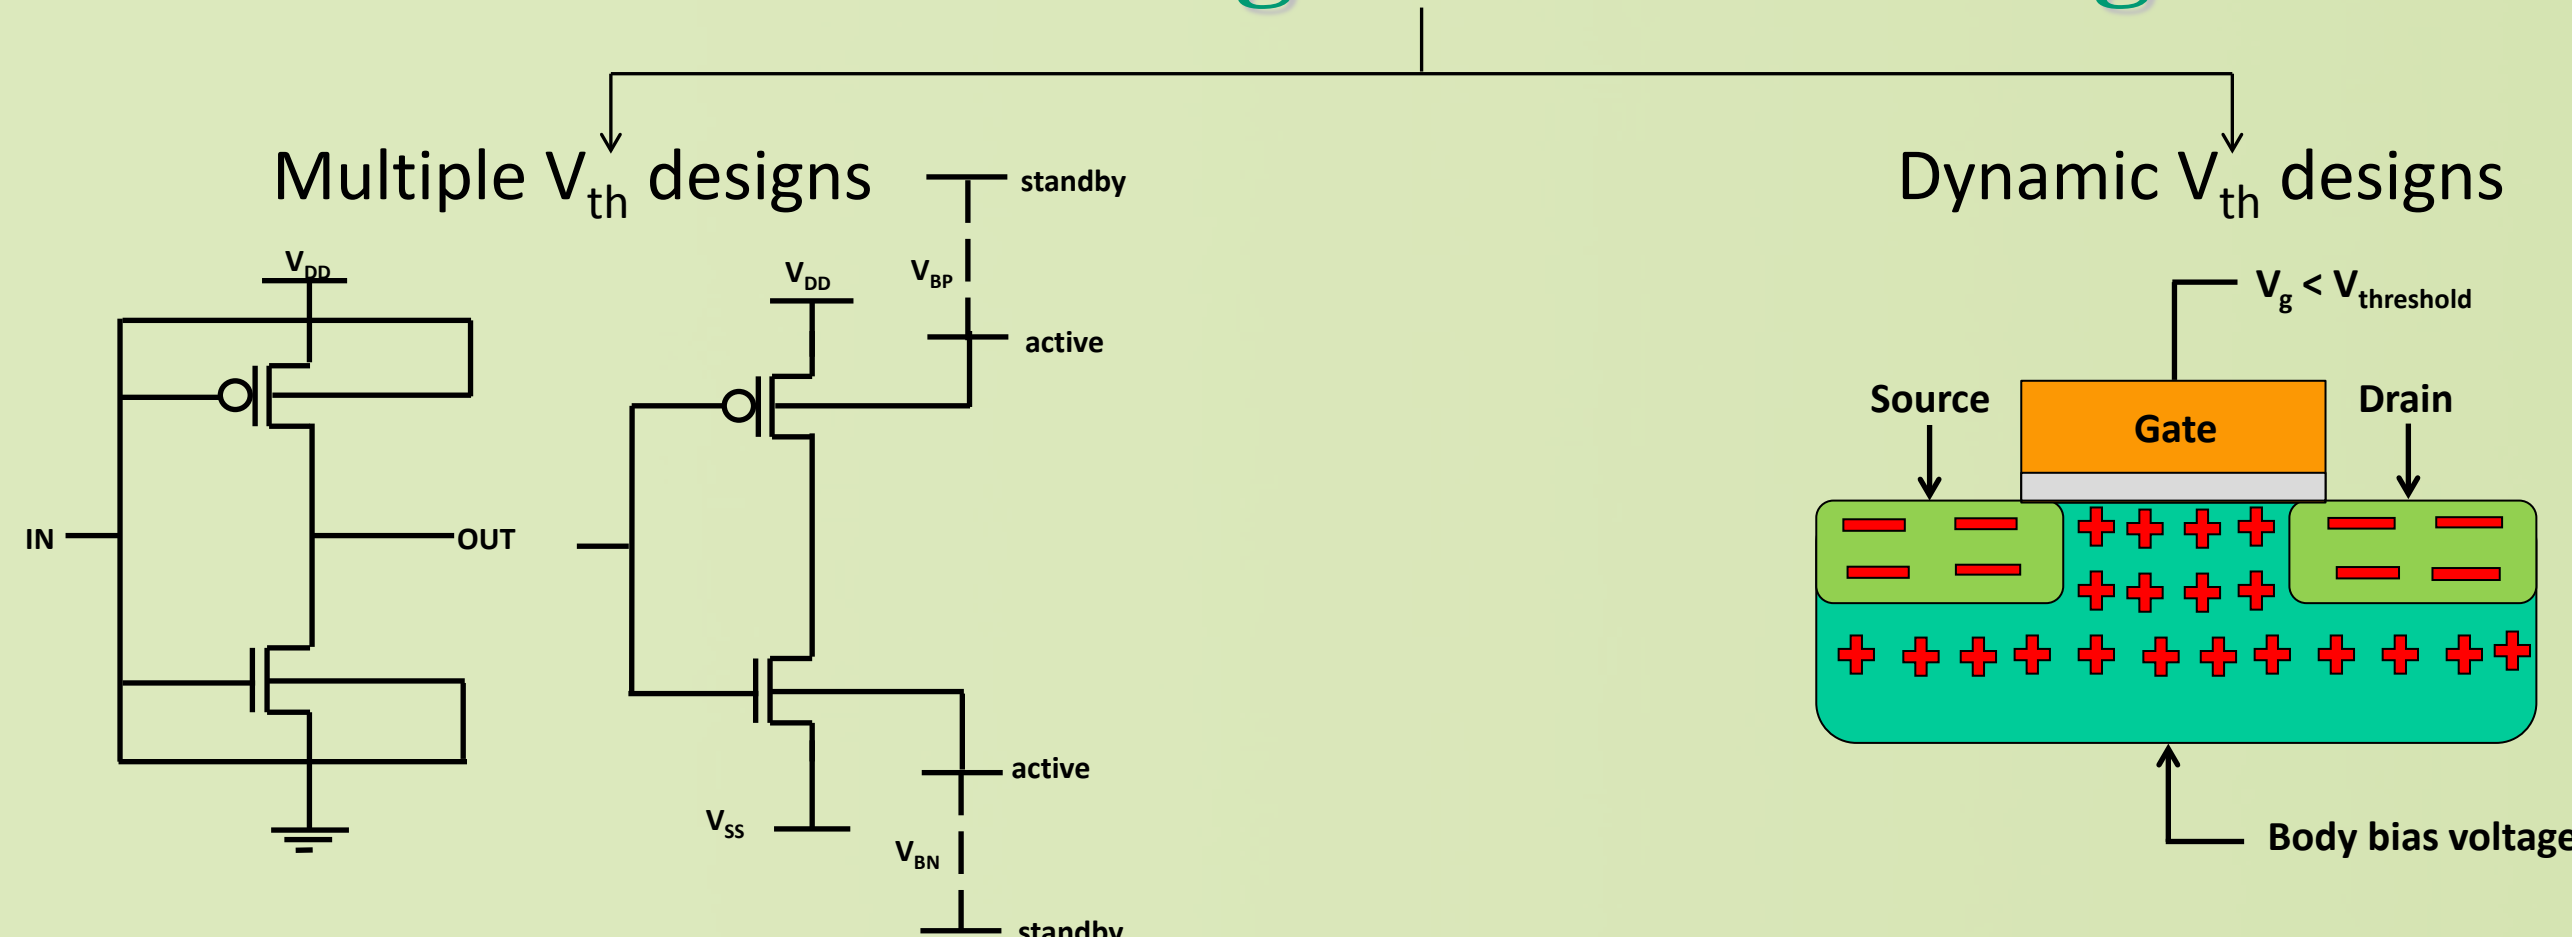 Multiple Vth designs
Dynamic Vth designs
standby
VDD
VDD
VBP
active
Vg < Vthreshold
Source
Drain
Gate
IN
OUT
active
VSS
VBN
Body bias voltage
standby